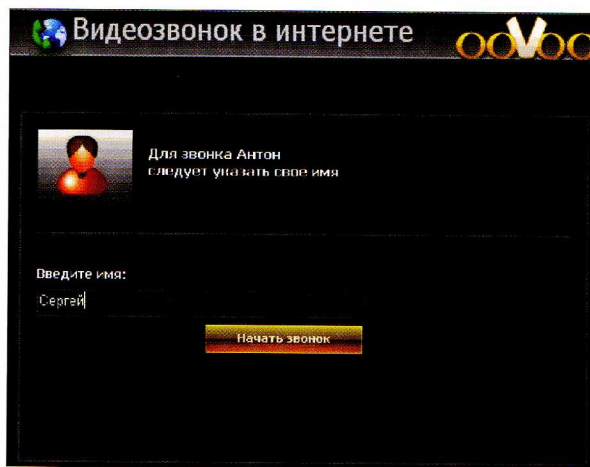 Видеозвонок в интернете
ooVoo
Для звонка Антон
следует указать свое имя
Введите имя:
Сергей
Начать звонок